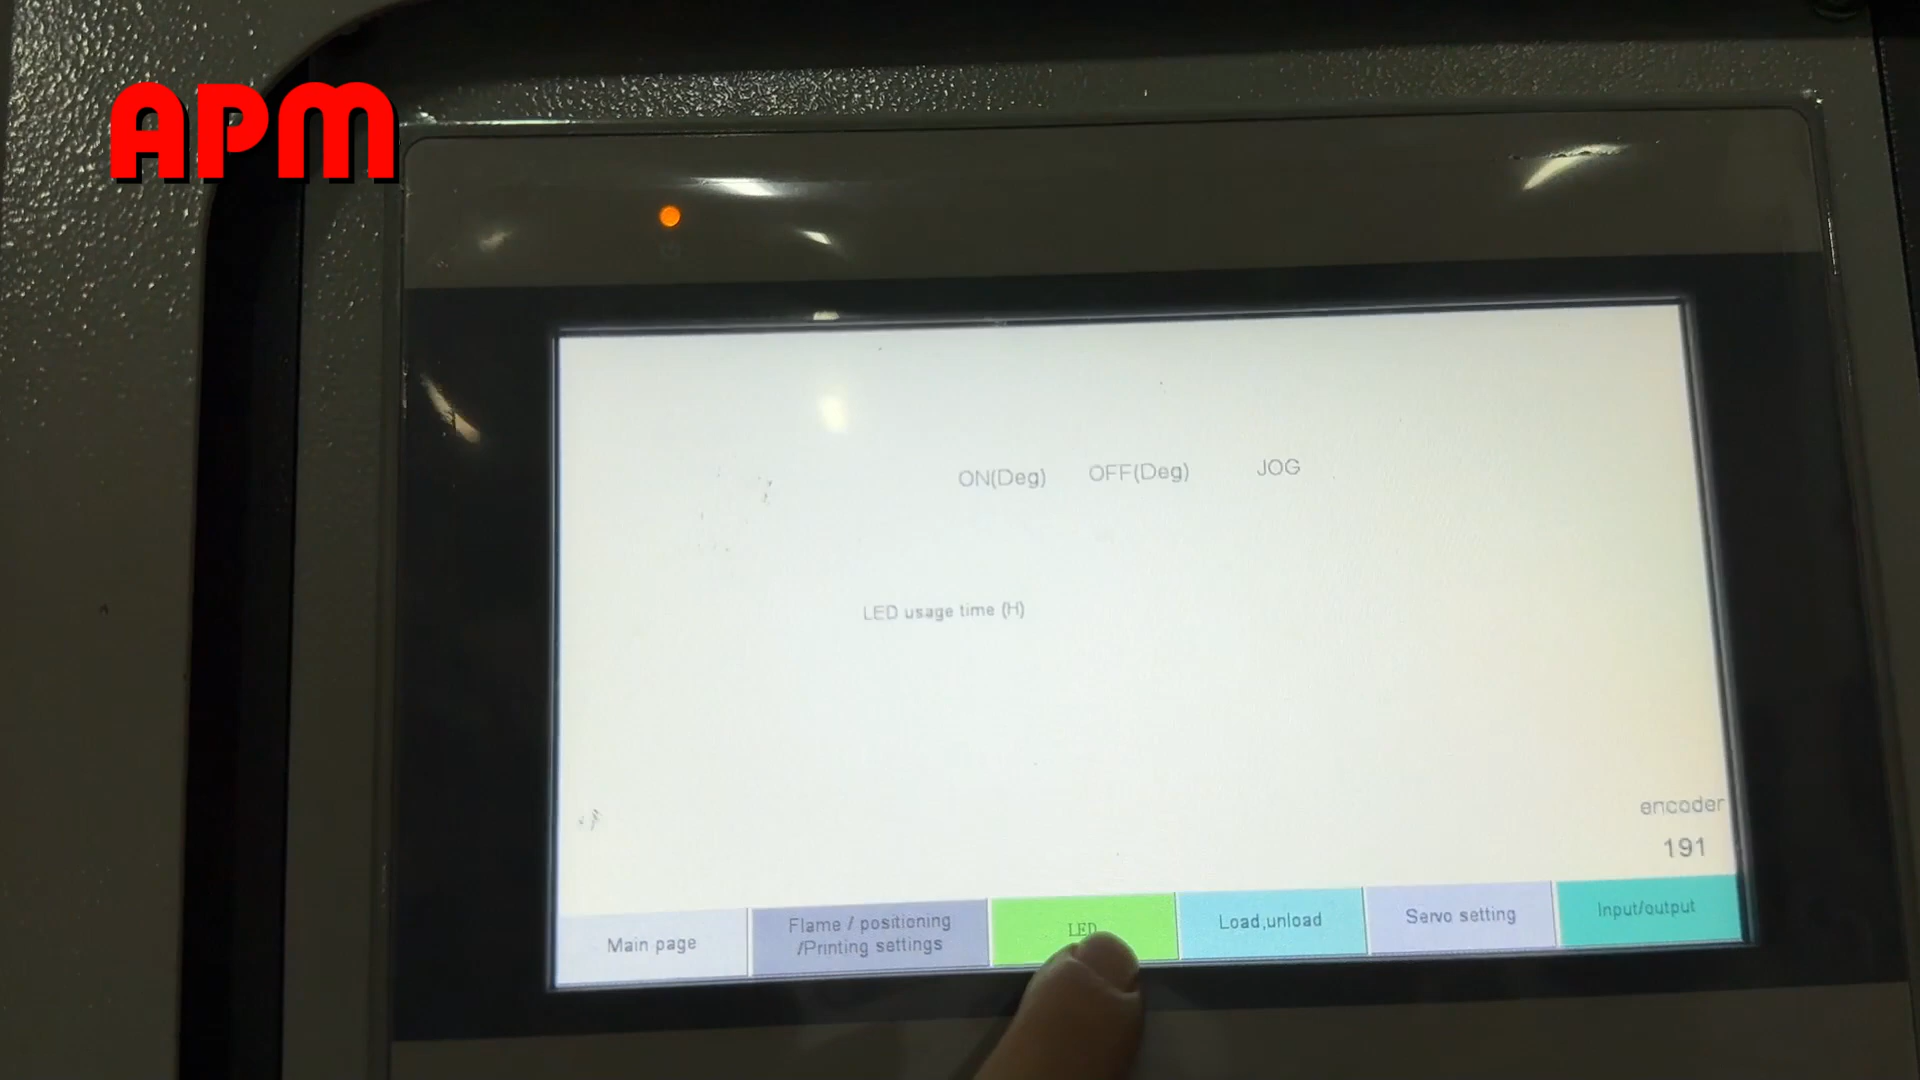 APM
ON(Deg) OFF(Deg) JOG
LED usage time (H)
encoder
191
Main page
Flame / positioning
/Printing settings
LED
Load,unload
Servo setting
Input/output